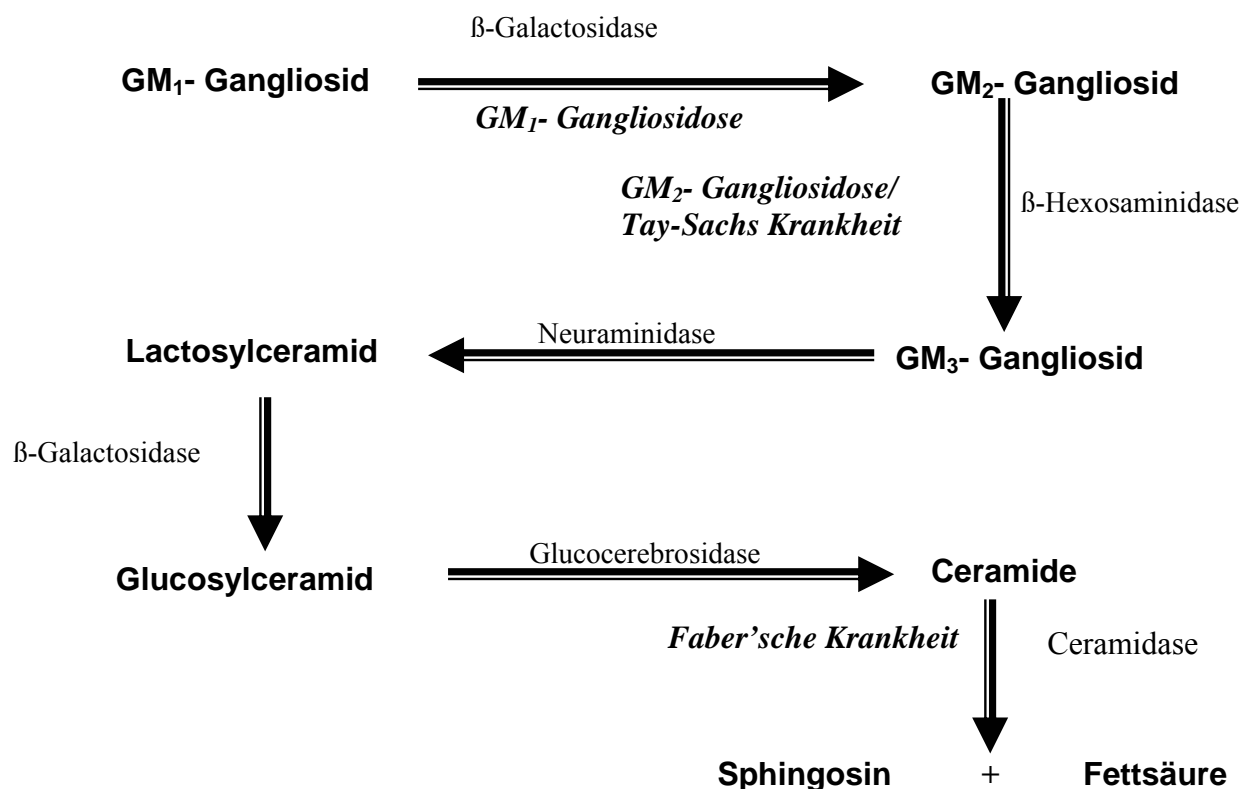 ß-Galactosidase
GM₁- Gangliosid
GM₂- Gangliosid
GM₁- Gangliosidose
GM₂- Gangliosidose/
Tay-Sachs Krankheit
ß-Hexosaminidase
Neuraminidase
Lactosylceramid
GM₃- Gangliosid
ß-Galactosidase
Glucocerebrosidase
Glucosylceramid
Ceramide
Faber’sche Krankheit
Ceramidase
Sphingosin + Fettsäure